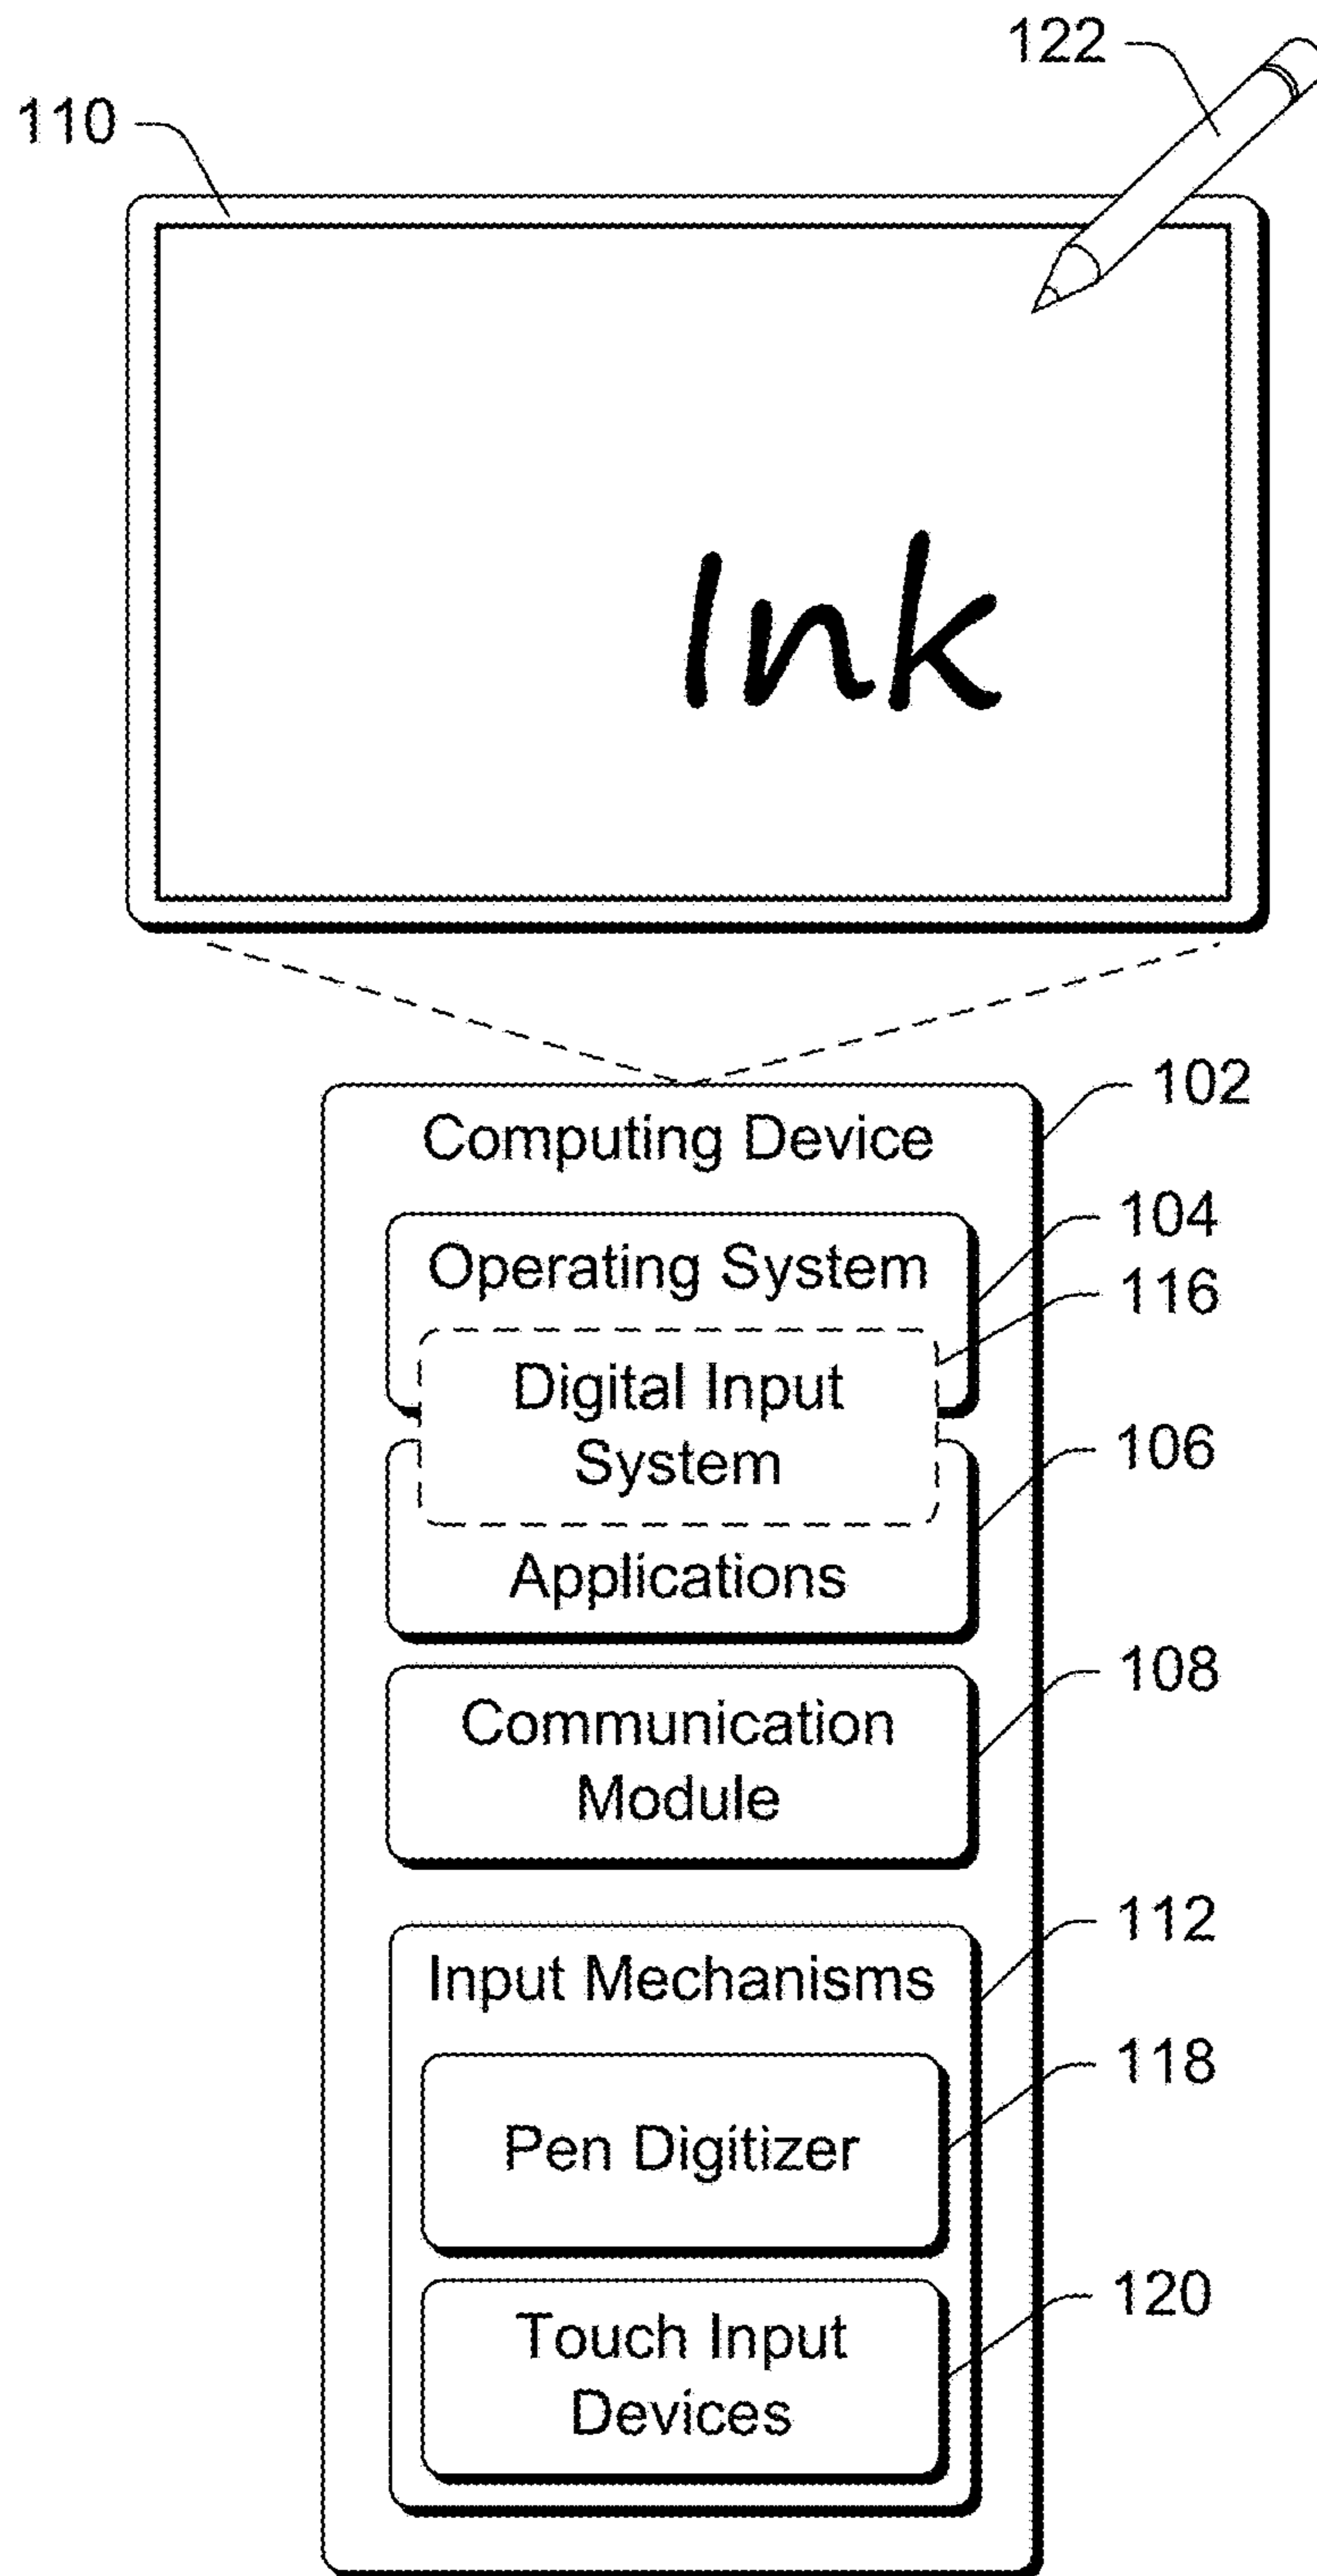 122
110
Ink
102
Computing Device
104
Operating System
116
Digital Input
System
106
Applications
108
Communication
Module
112
Input Mechanisms
118
Pen Digitizer
120
Touch Input
Devices